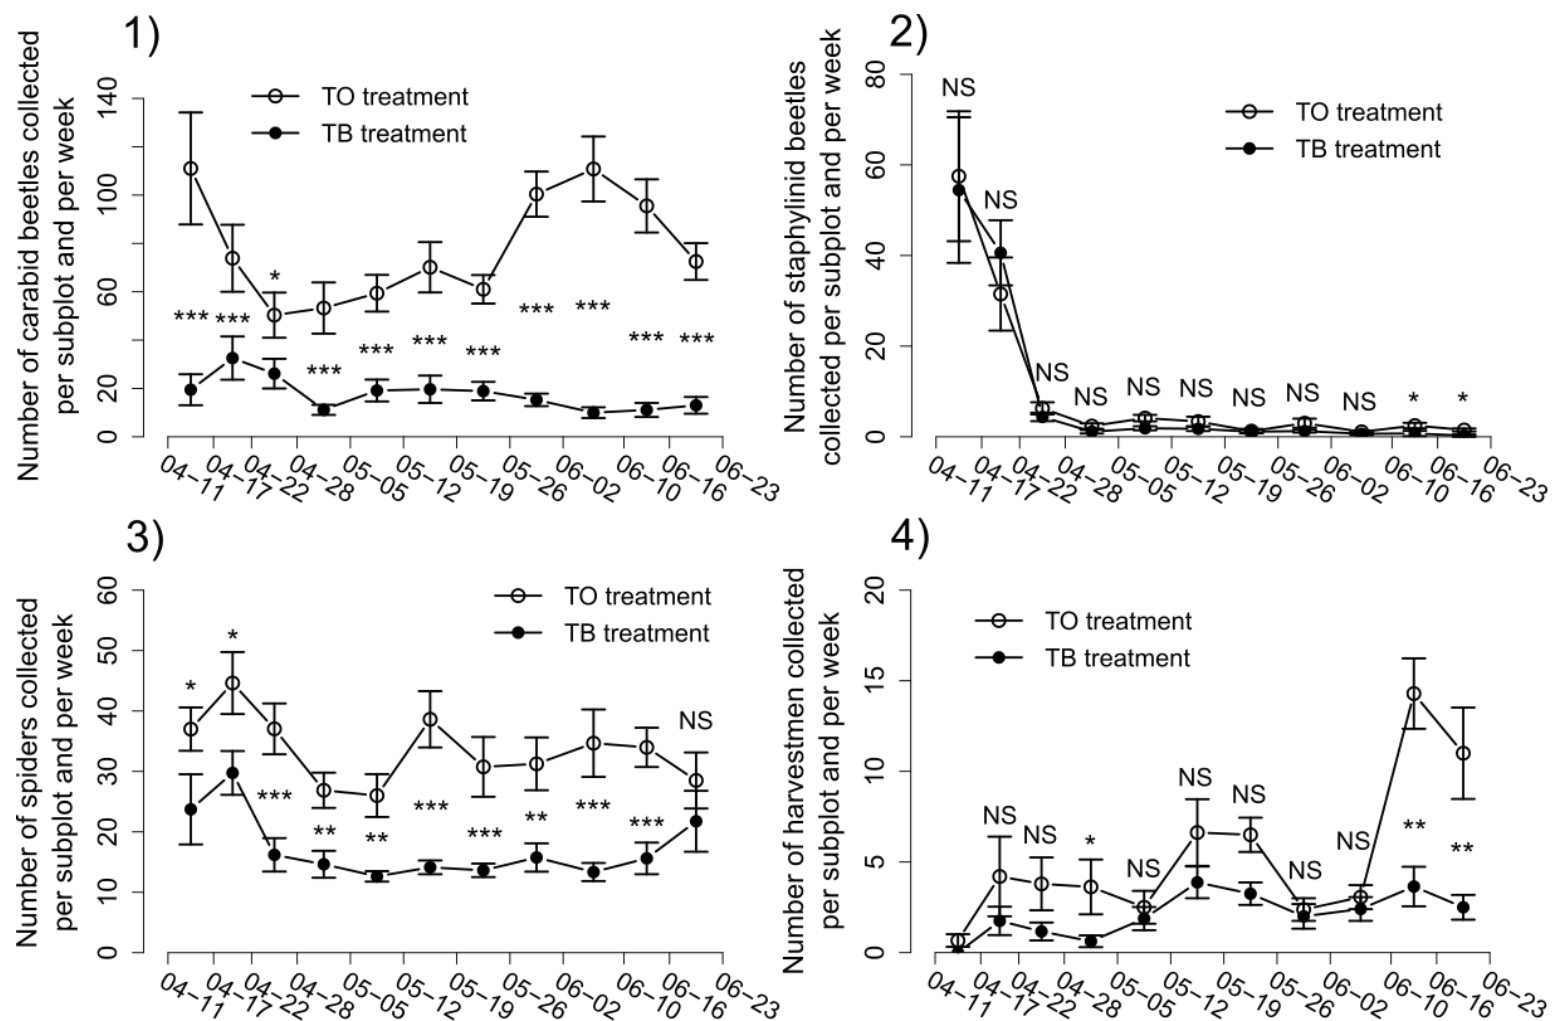 1)
Number of carabid beetles collected
per subplot and per week
140
100
60
20
0
TO treatment
TB treatment
*** *** * *** *** *** *** *** *** *** ***
04-11 04-17 04-22 04-28 05-05 05-12 05-19 05-26 06-02 06-10 06-16 06-23
2)
Number of staphylinid beetles
collected per subplot and per week
80
60
40
20
0
TO treatment
TB treatment
NS NS NS NS NS NS NS NS NS * *
04-11 04-17 04-22 04-28 05-05 05-12 05-19 05-26 06-02 06-10 06-16 06-23
3)
Number of spiders collected
per subplot and per week
60
50
40
30
20
10
0
TO treatment
TB treatment
* * *** ** ** *** *** ** *** *** NS
04-11 04-17 04-22 04-28 05-05 05-12 05-19 05-26 06-02 06-10 06-16 06-23
4)
Number of harvestmen collected
per subplot and per week
20
15
10
5
0
TO treatment
TB treatment
NS NS * NS NS NS NS NS ** **
04-11 04-17 04-22 04-28 05-05 05-12 05-19 05-26 06-02 06-10 06-16 06-23